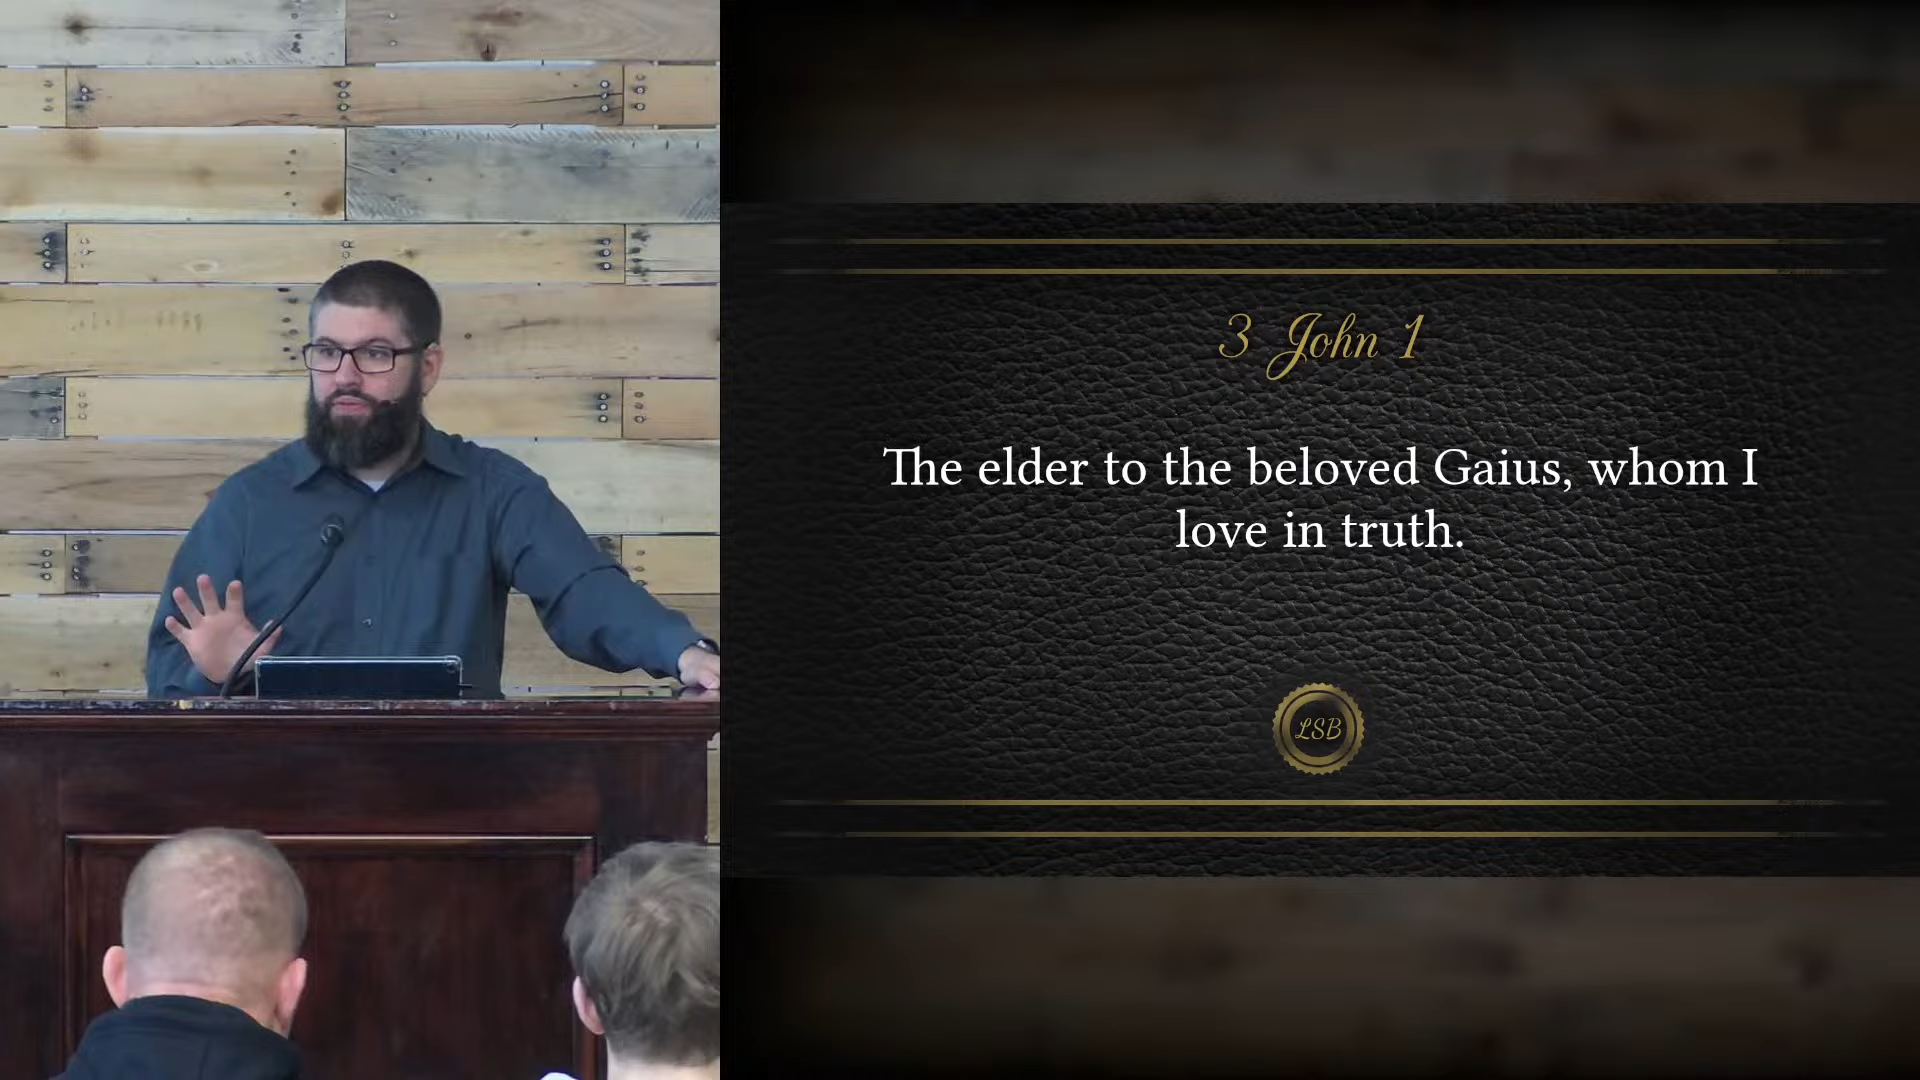 3 John 1
The elder to the beloved Gaius, whom I
love in truth.
LSB